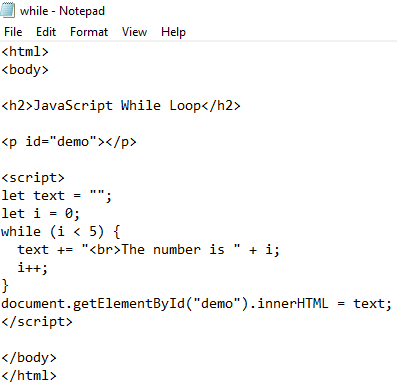 while - Notepad
File Edit Format View Help
<html>
<body>

<h2>JavaScript While Loop</h2>

<p id="demo"></p>

<script>
let text = "";
let i = 0;
while (i < 5) {
  text += "<br>The number is " + i;
  i++;
}
document.getElementById("demo").innerHTML = text;
</script>

</body>
</html>